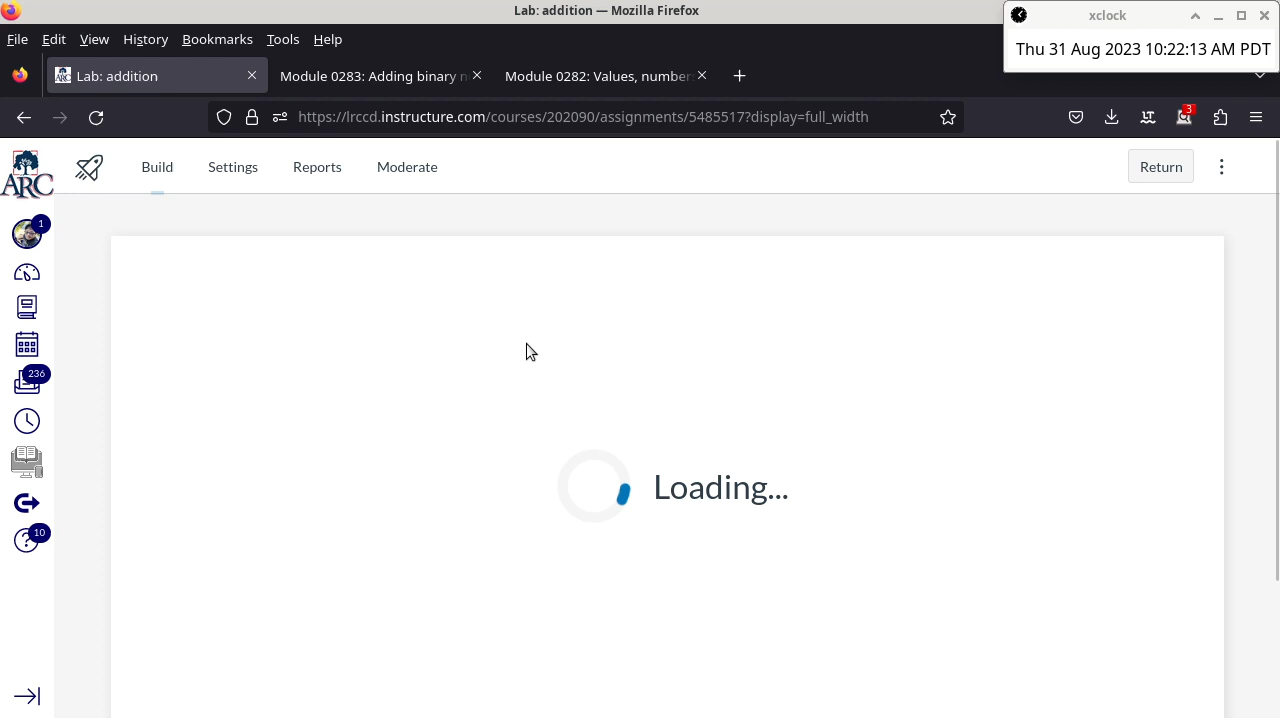 Lab: addition — Mozilla Firefox
xclock
Thu 31 Aug 2023 10:22:13 AM PDT
File Edit View History Bookmarks Tools Help
Lab: addition
Module 0283: Adding binary n
Module 0282: Values, number
https://lrccd.instructure.com/courses/202090/assignments/5485517?display=full_width
3
ARC
Build Settings Reports Moderate
Return
1
236
10
Loading...